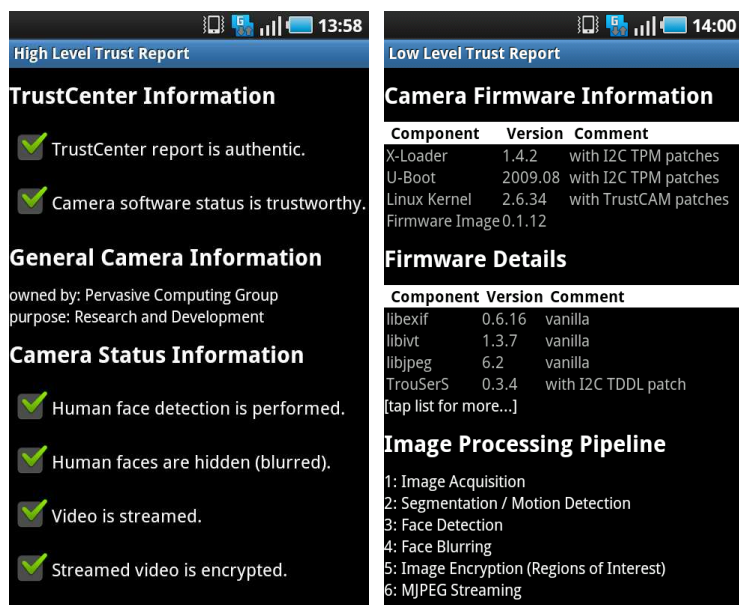 13:58
High Level Trust Report
TrustCenter Information
TrustCenter report is authentic.
Camera software status is trustworthy.
General Camera Information
owned by: Pervasive Computing Group
purpose: Research and Development
Camera Status Information
Human face detection is performed.
Human faces are hidden (blurred).
Video is streamed.
Streamed video is encrypted.
14:00
Low Level Trust Report
Camera Firmware Information
Component Version Comment
X-Loader 1.4.2 with I2C TPM patches
U-Boot 2009.08 with I2C TPM patches
Linux Kernel 2.6.34 with TrustCAM patches
Firmware Image 0.1.12
Firmware Details
Component Version Comment
libexif 0.6.16 vanilla
libivt 1.3.7 vanilla
libjpeg 6.2 vanilla
TrouSerS 0.3.4 with I2C TDDL patch
[tap list for more...]
Image Processing Pipeline
1: Image Acquisition
2: Segmentation / Motion Detection
3: Face Detection
4: Face Blurring
5: Image Encryption (Regions of Interest)
6: MJPEG Streaming